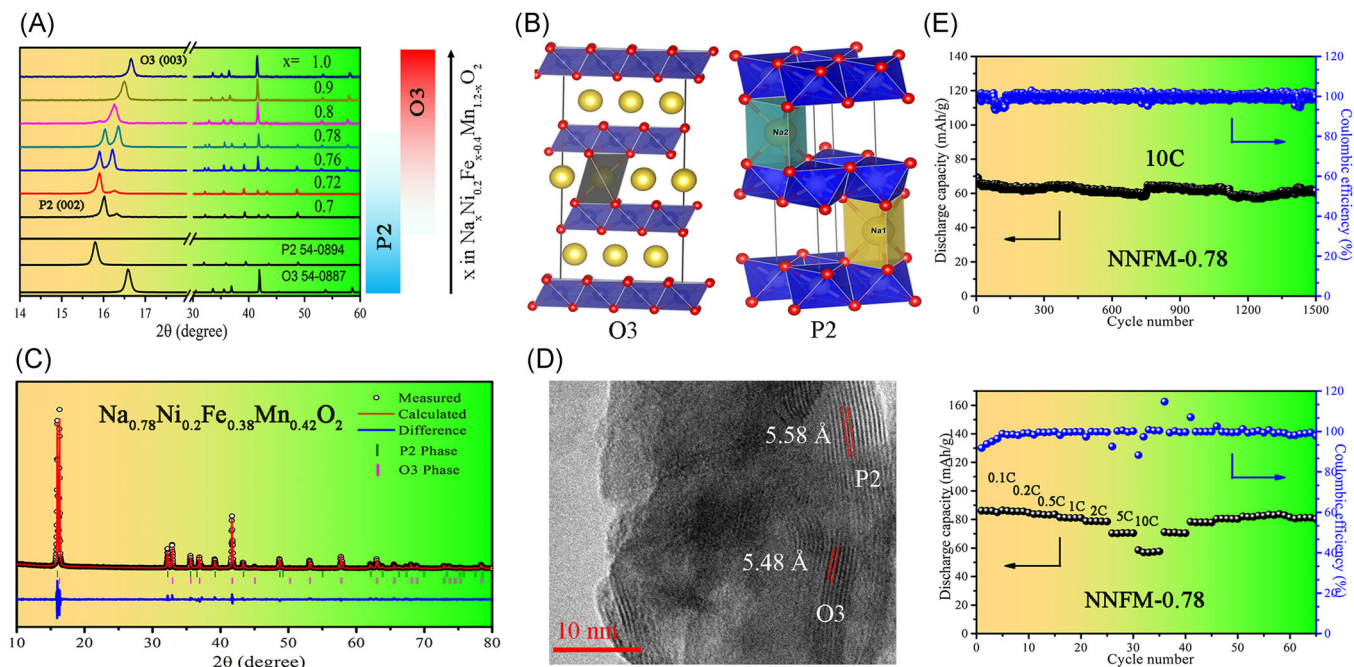 (A)
O3 (003)
x= 1.0
0.9
0.8
0.78
0.76
0.72
P2 (002)
0.7
P2 54-0894
O3 54-0887
14 15 16 17 30 40 50 60
2θ (degree)
O3
P2
x in NaxNi0.2Fex-0.4Mn1.2-xO2
(B)
Na2
Na1
O3
P2
(C)
Na0.78Ni0.2Fe0.38Mn0.42O2
Measured
Calculated
Difference
P2 Phase
O3 Phase
10 20 30 40 50 60 70 80
2θ (degree)
(D)
5.58 Å
P2
5.48 Å
O3
10 nm
(E)
Discharge capacity (mAh/g)
140
120
100
80
60
40
20
0
10C
NNFM-0.78
0 300 600 900 1200 1500
Cycle number
120
100
80
60
40
20
0
Coulombic efficiency (%)
Discharge capacity (mAh/g)
160
140
120
100
80
60
40
20
0
0.1C
0.2C
0.5C
1C
2C
5C
10C
NNFM-0.78
0 10 20 30 40 50 60
Cycle number
120
100
80
60
40
20
0
Coulombic efficiency (%)